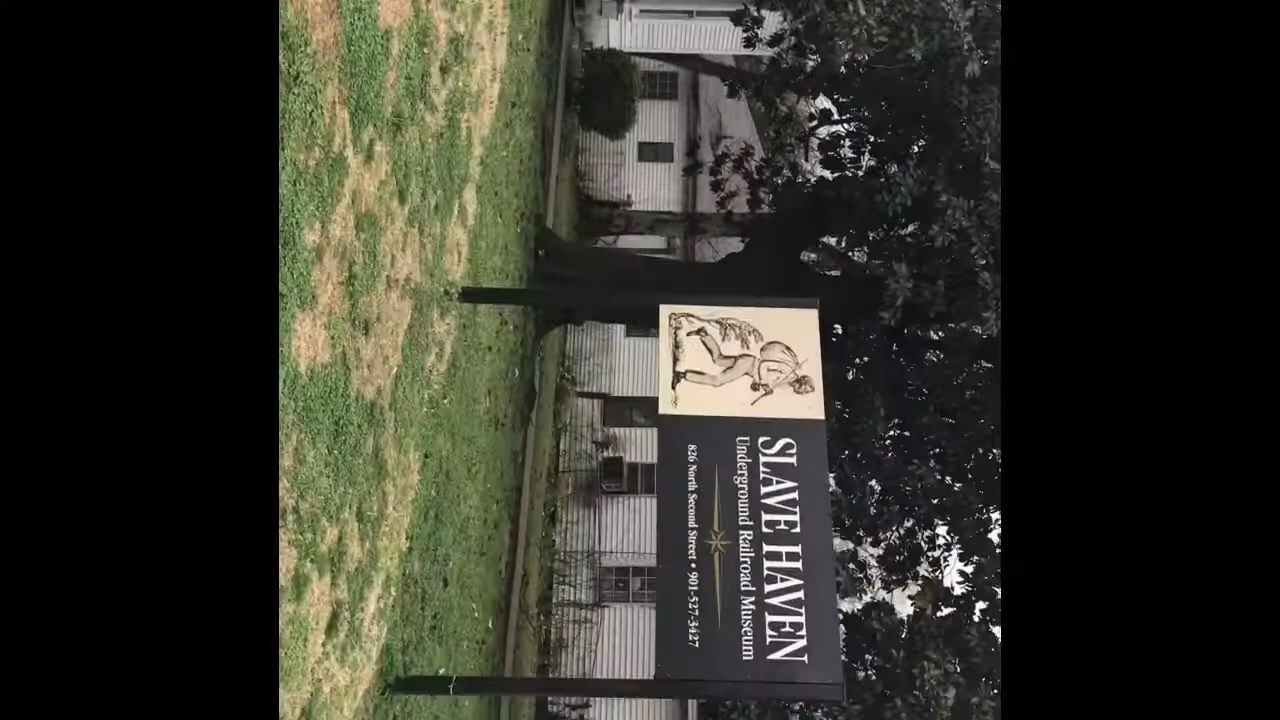 SLAVE HAVEN
Underground Railroad Museum
826 North Second Street • 901-527-3427